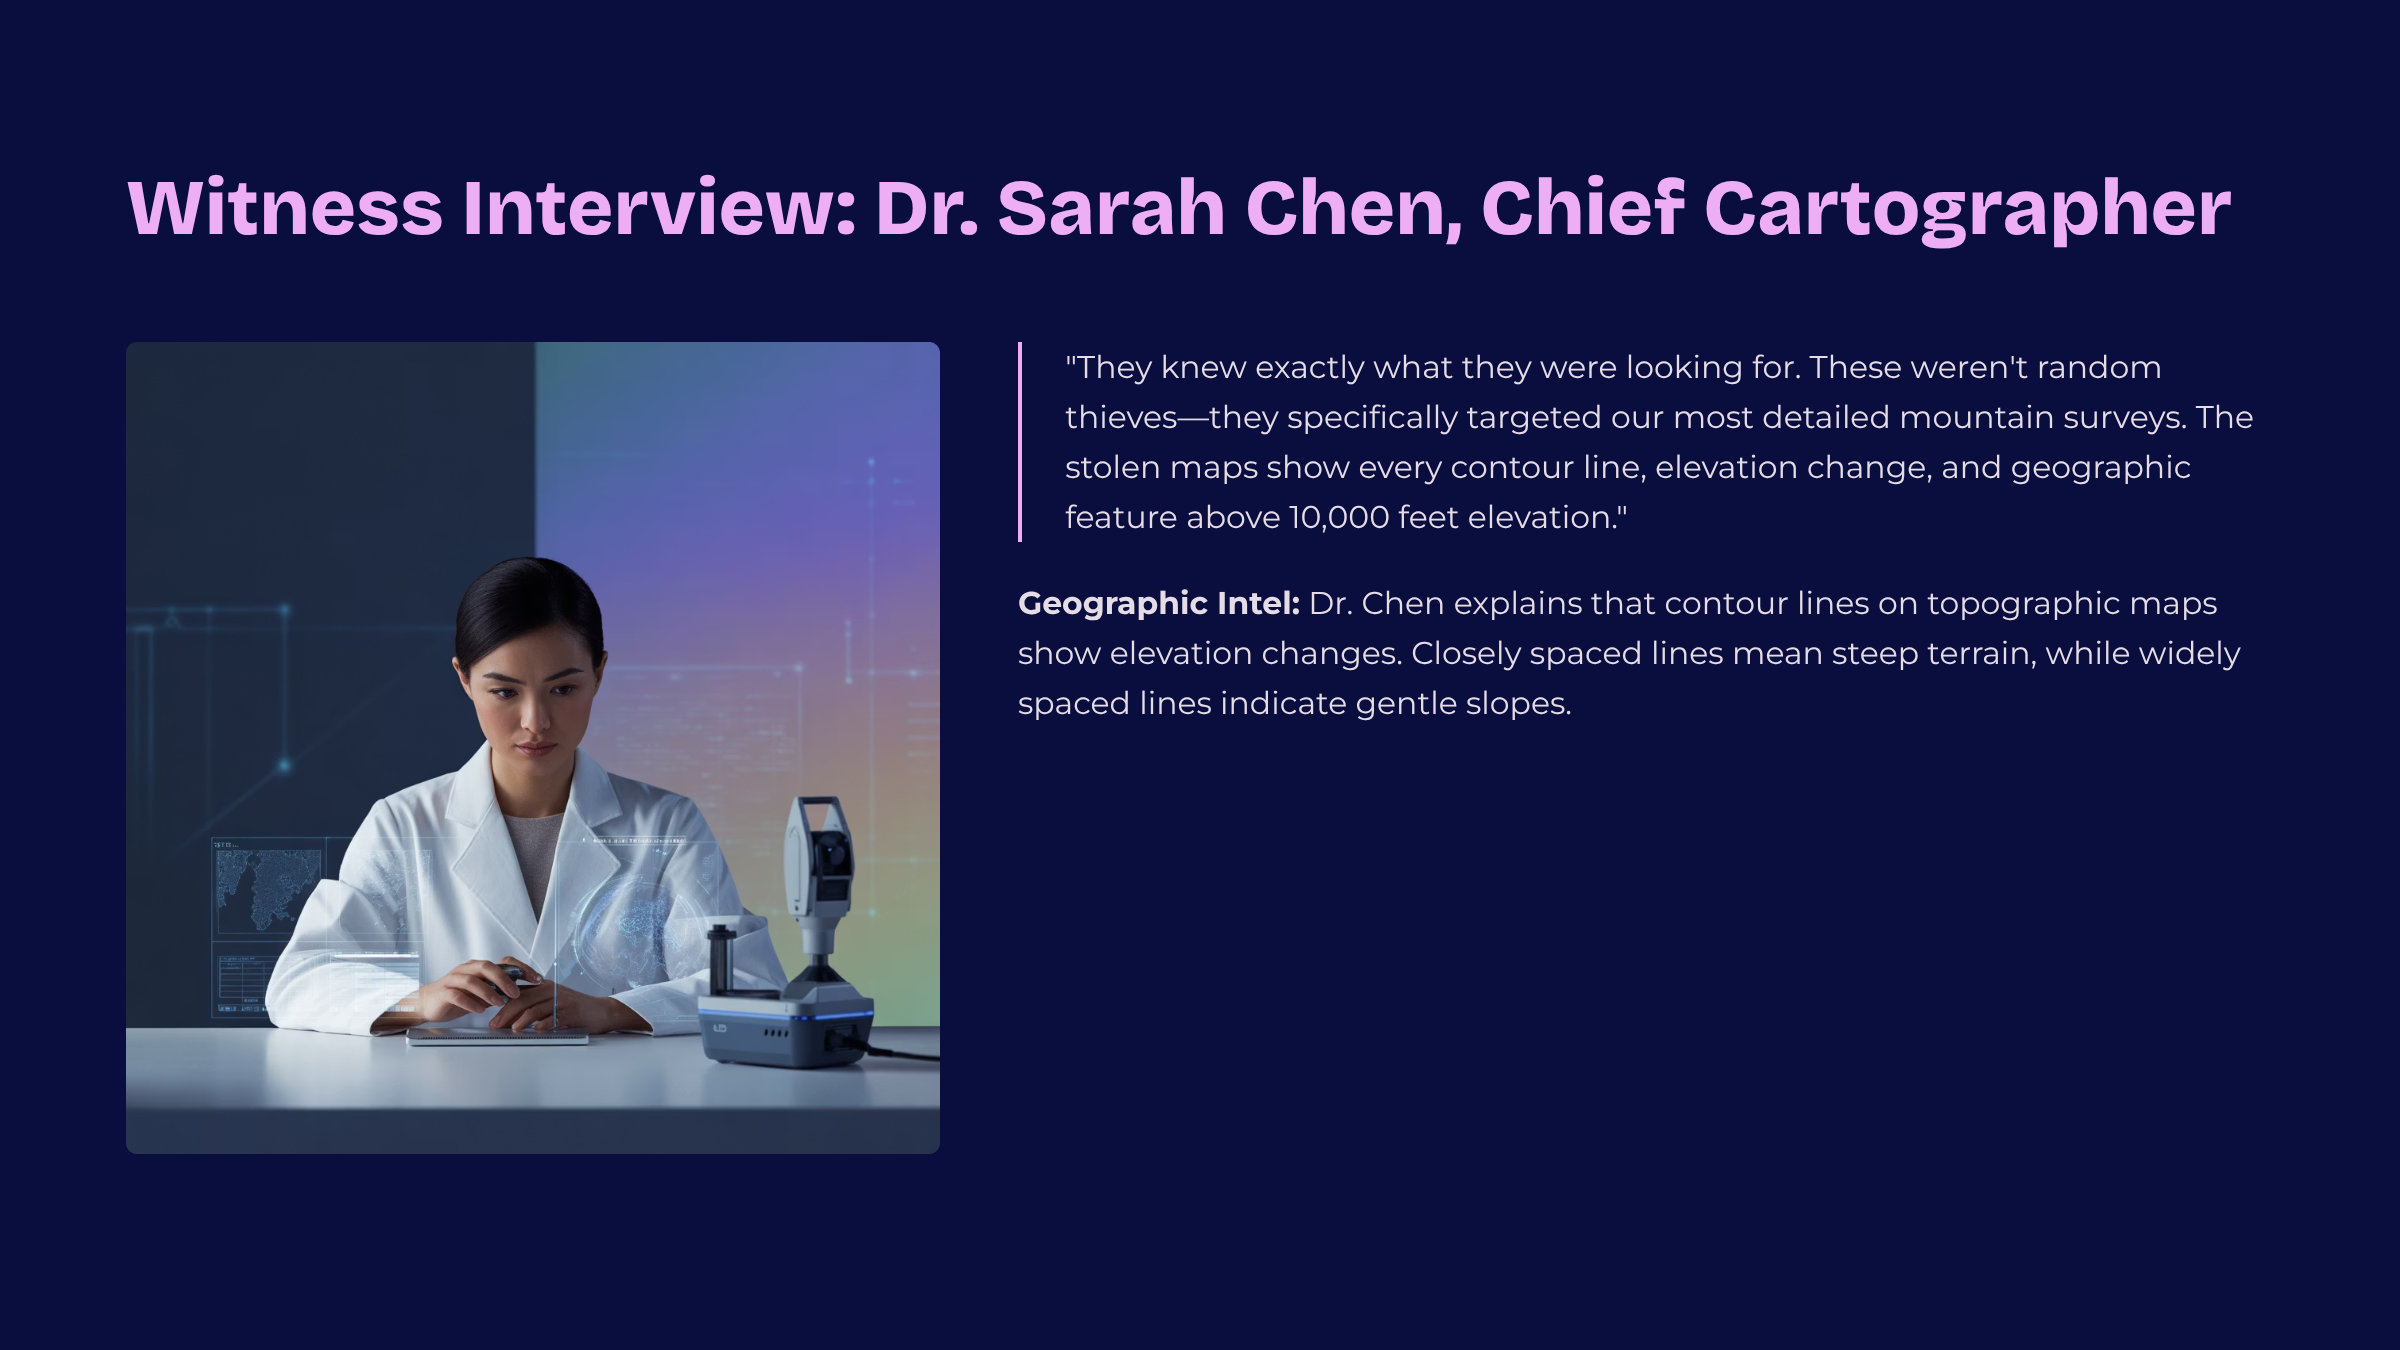 Witness Interview: Dr. Sarah Chen, Chief Cartographer
"They knew exactly what they were looking for. These weren't random
thieves—they specifically targeted our most detailed mountain surveys. The
stolen maps show every contour line, elevation change, and geographic
feature above 10,000 feet elevation."
Geographic Intel: Dr. Chen explains that contour lines on topographic maps
show elevation changes. Closely spaced lines mean steep terrain, while widely
spaced lines indicate gentle slopes.